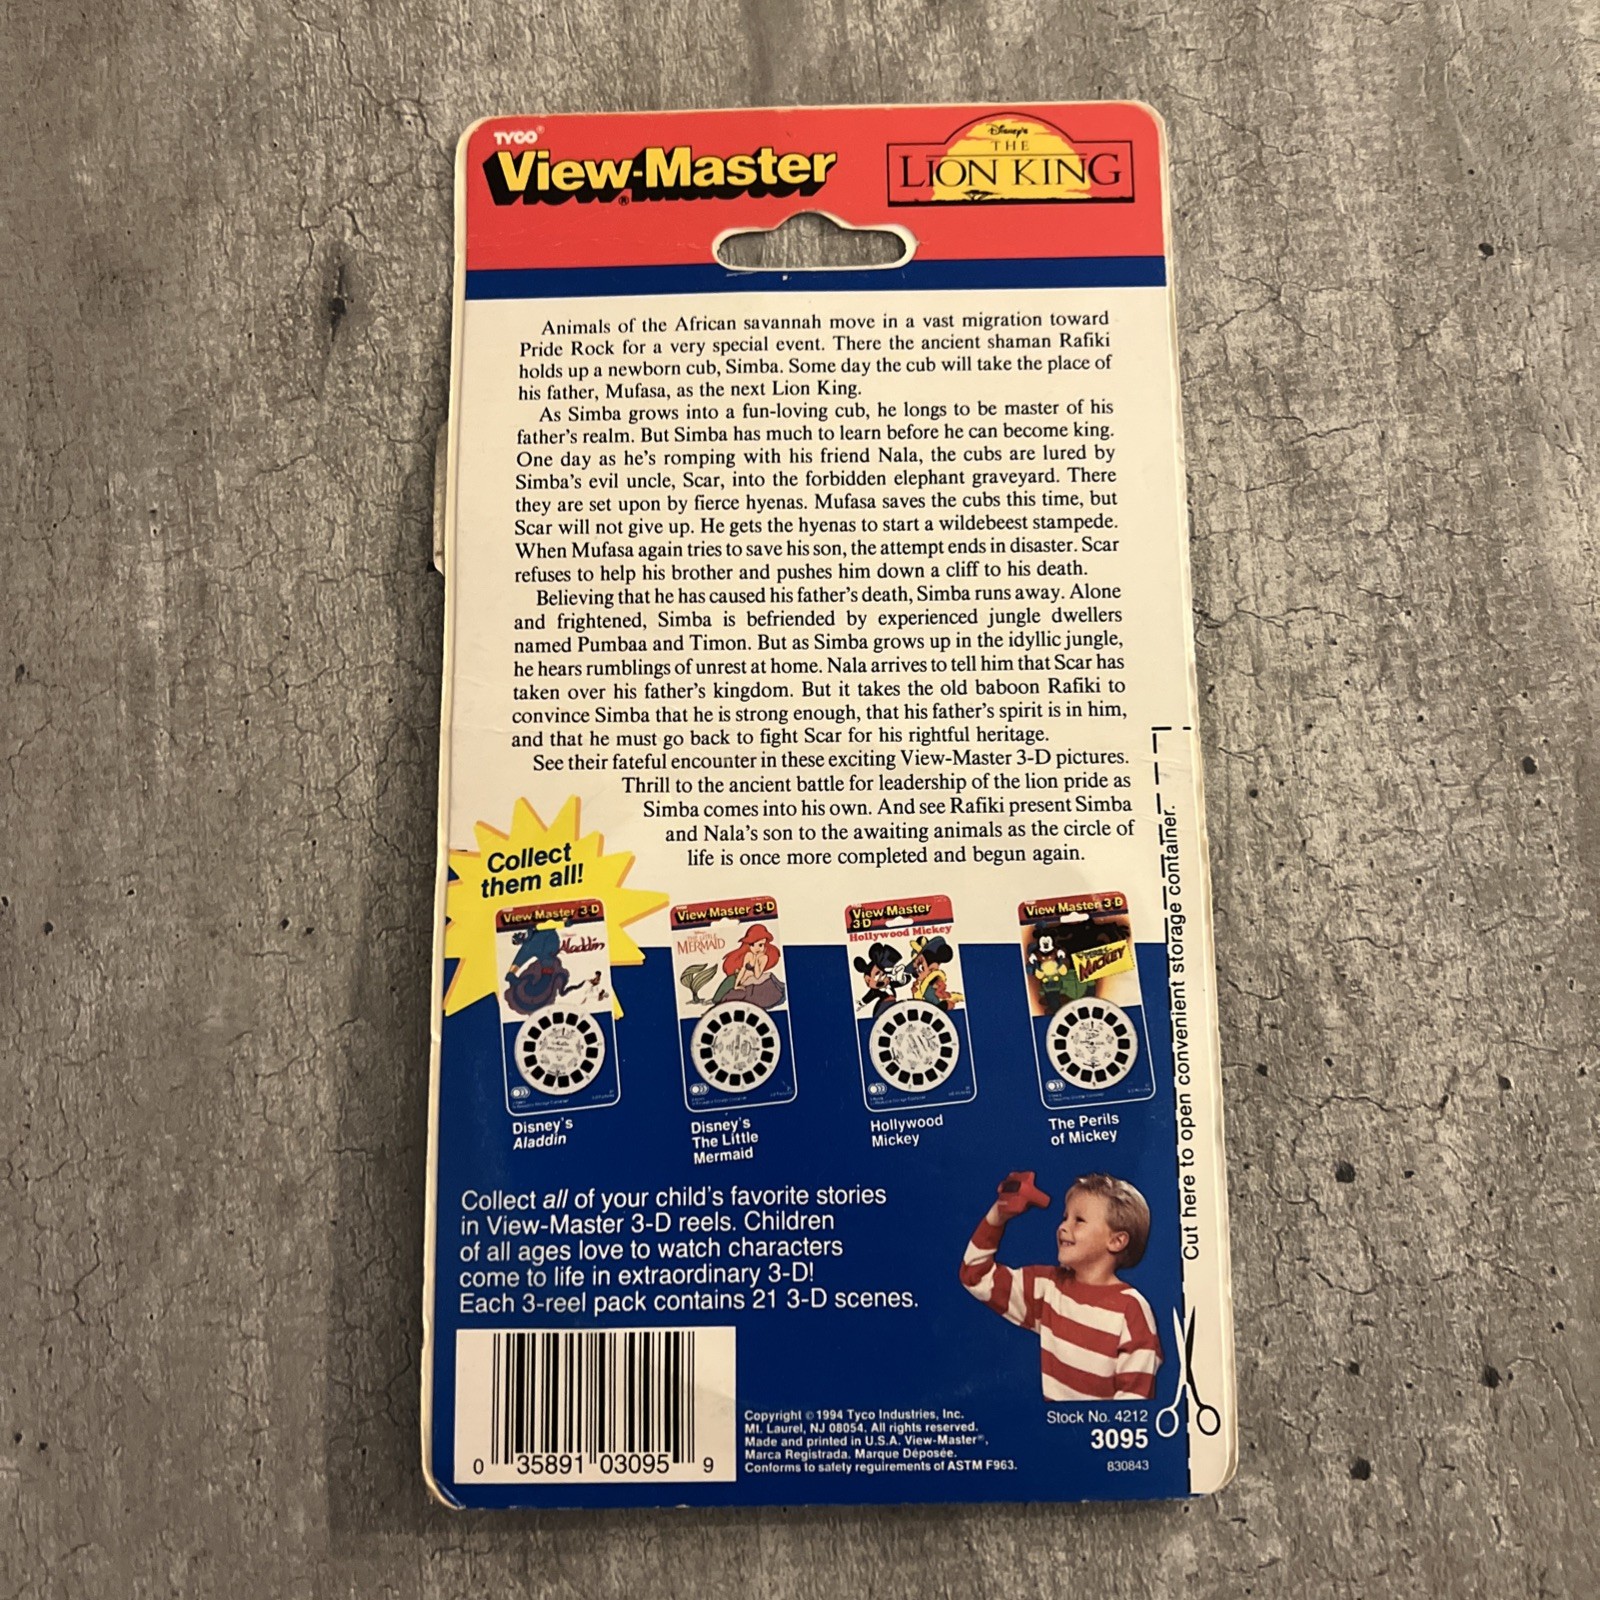 TYCO®
View-Master®
Disney's
THE
LION KING
Animals of the African savannah move in a vast migration toward
Pride Rock for a very special event. There the ancient shaman Rafiki
holds up a newborn cub, Simba. Some day the cub will take the place of
his father, Mufasa, as the next Lion King.
As Simba grows into a fun-loving cub, he longs to be master of his
father's realm. But Simba has much to learn before he can become king.
One day as he's romping with his friend Nala, the cubs are lured by
Simba's evil uncle, Scar, into the forbidden elephant graveyard. There
they are set upon by fierce hyenas. Mufasa saves the cubs this time, but
Scar will not give up. He gets the hyenas to start a wildebeest stampede.
When Mufasa again tries to save his son, the attempt ends in disaster. Scar
refuses to help his brother and pushes him down a cliff to his death.
Believing that he has caused his father's death, Simba runs away. Alone
and frightened, Simba is befriended by experienced jungle dwellers
named Pumbaa and Timon. But as Simba grows up in the idyllic jungle,
he hears rumblings of unrest at home. Nala arrives to tell him that Scar has
taken over his father's kingdom. But it takes the old baboon Rafiki to
convince Simba that he is strong enough, that his father's spirit is in him,
and that he must go back to fight Scar for his rightful heritage.
See their fateful encounter in these exciting View-Master 3-D pictures.
Thrill to the ancient battle for leadership of the lion pride as
Simba comes into his own. And see Rafiki present Simba
and Nala's son to the awaiting animals as the circle of
life is once more completed and begun again.
Collect
them all!
View Master 3-D
Aladdin
View Master 3-D
THE LITTLE
MERMAID
View-Master
3 D
Hollywood Mickey
View Master 3-D
MICKEY
Disney's
Aladdin
Disney's
The Little
Mermaid
Hollywood
Mickey
The Perils
of Mickey
Collect all of your child's favorite stories
in View-Master 3-D reels. Children
of all ages love to watch characters
come to life in extraordinary 3-D!
Each 3-reel pack contains 21 3-D scenes.
Cut here to open convenient storage container.
0 35891 03095 9
Copyright ©1994 Tyco Industries, Inc.
Mt. Laurel, NJ 08054. All rights reserved.
Made and printed in U.S.A. View-Master®,
Marca Registrada. Marque Déposée.
Conforms to safety requirements of ASTM F963.
Stock No. 4212
3095
830843